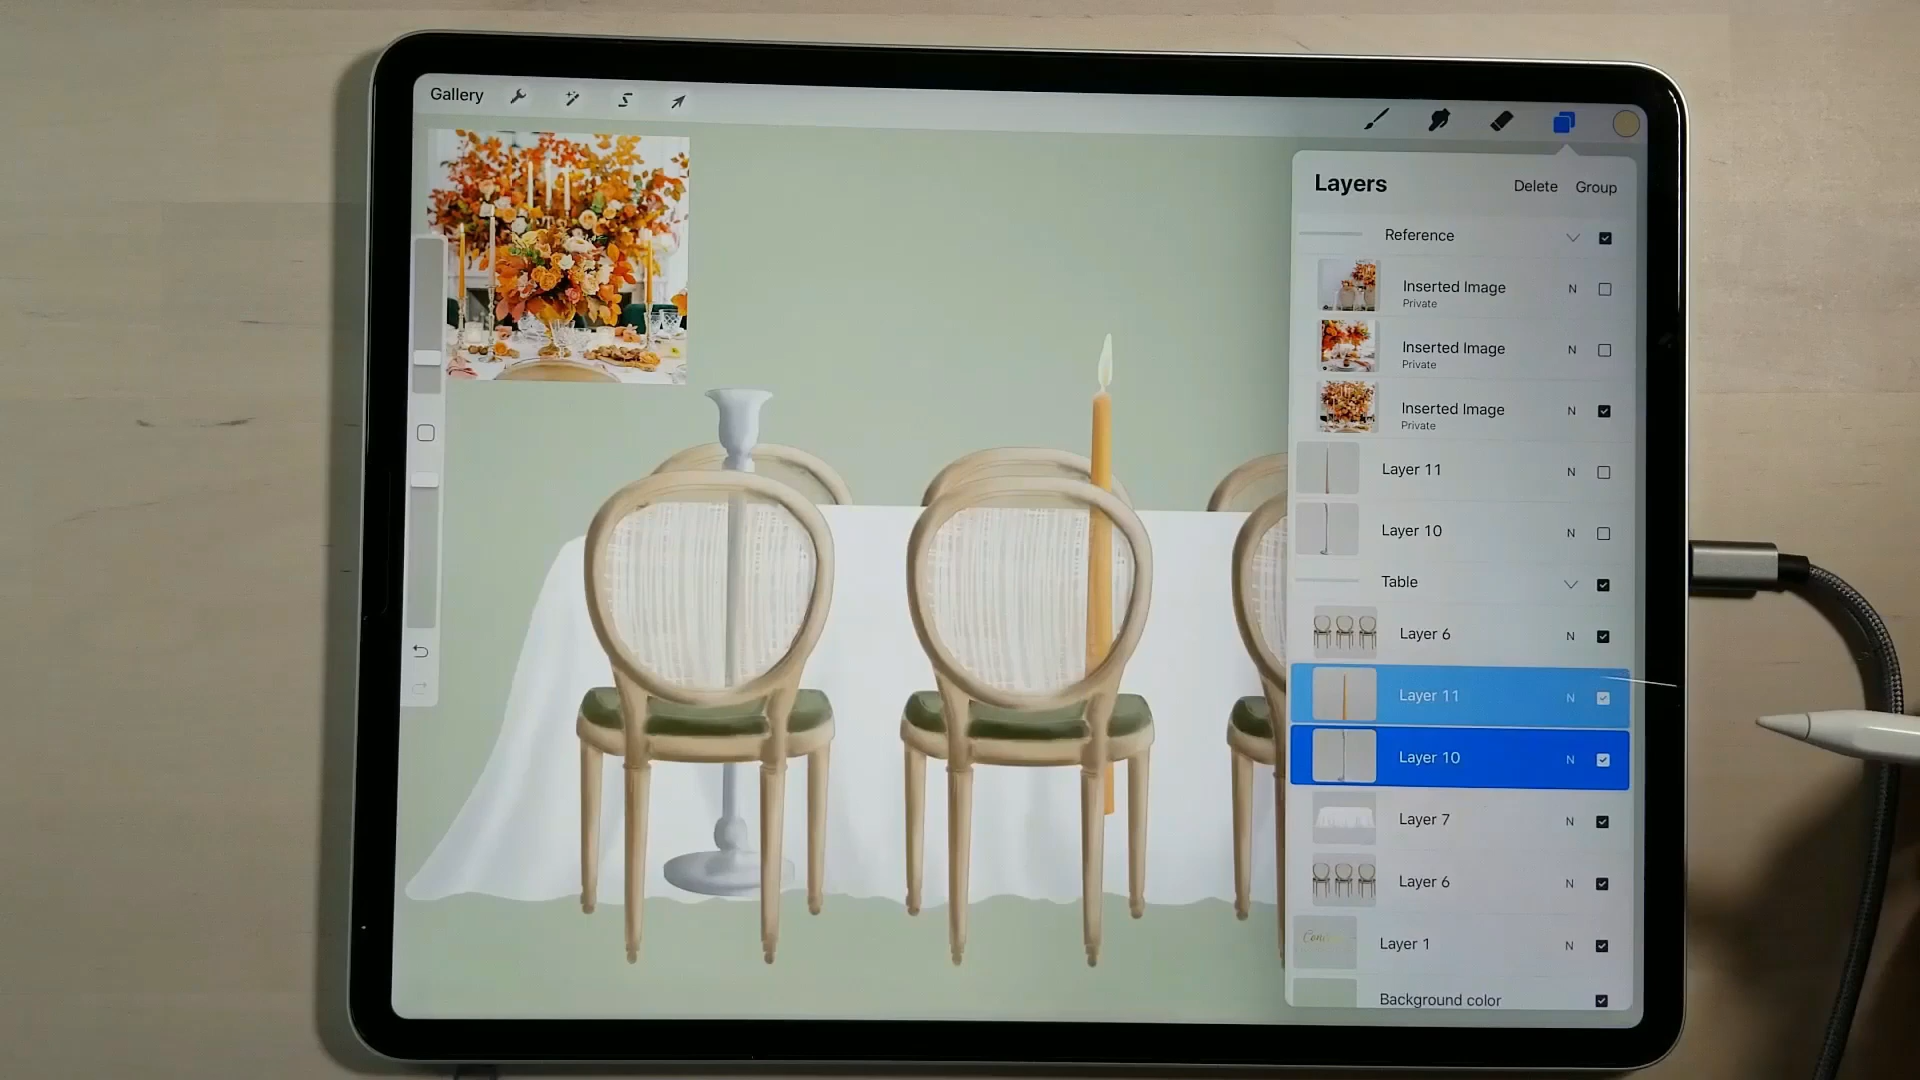 Gallery
Layers
Delete
Group
Reference
Inserted Image
N
Private
Inserted Image
N
Private
Inserted Image
N
Private
Layer 11
N
Layer 10
N
Table
Layer 6
N
Layer 11
N
Layer 10
N
Layer 7
N
Layer 6
N
Layer 1
N
Background color